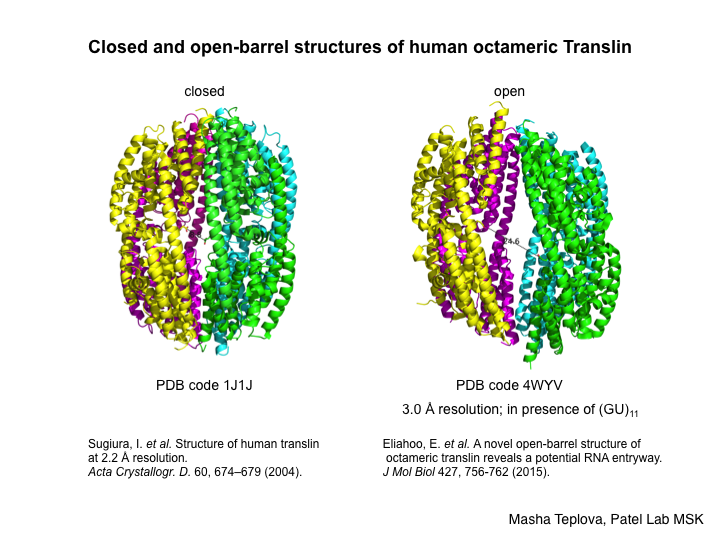 Closed and open-barrel structures of human octameric Translin
closed
open
24.6
PDB code 1J1J
PDB code 4WYV
3.0 Å resolution; in presence of (GU)11
Sugiura, I. et al. Structure of human translin
at 2.2 Å resolution.
Acta Crystallogr. D. 60, 674–679 (2004).
Eliahoo, E. et al. A novel open-barrel structure of
octameric translin reveals a potential RNA entryway.
J Mol Biol 427, 756-762 (2015).
Masha Teplova, Patel Lab MSK